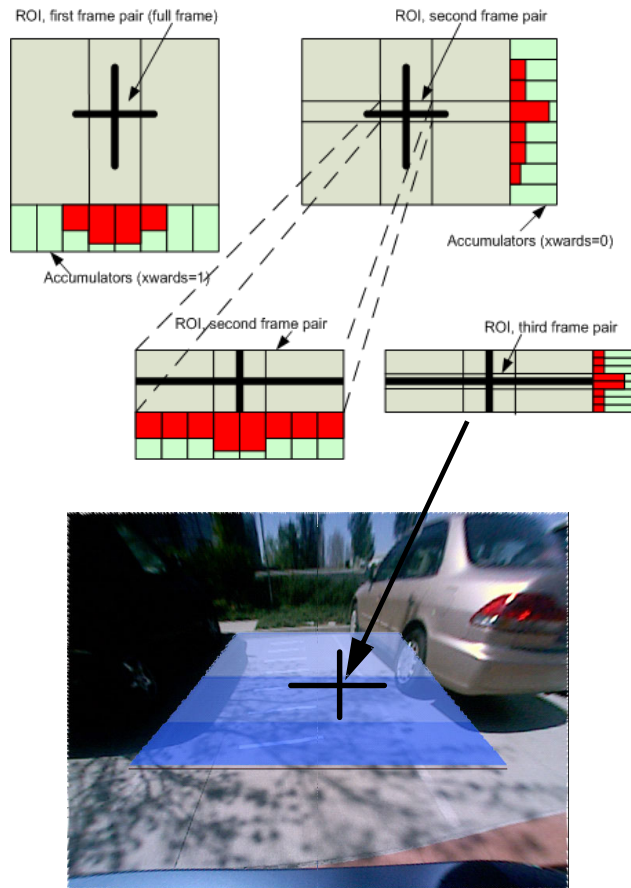 ROI, first frame pair (full frame)
ROI, second frame pair
Accumulators (xwards=0)
Accumulators (xwards=1)
ROI, second frame pair
ROI, third frame pair